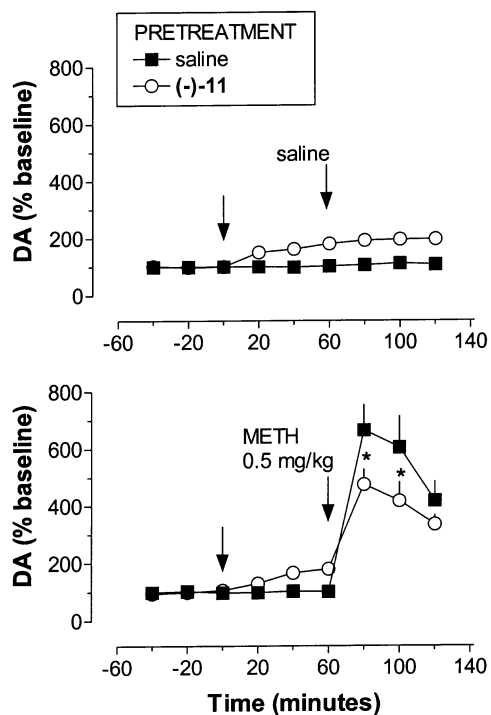 PRETREATMENT
saline
(-)-11
DA (% baseline)
800
600
400
200
0
saline
-60 -20 20 60 100 140
DA (% baseline)
800
600
400
200
0
METH
0.5 mg/kg
*
*
-60 -20 20 60 100 140
Time (minutes)